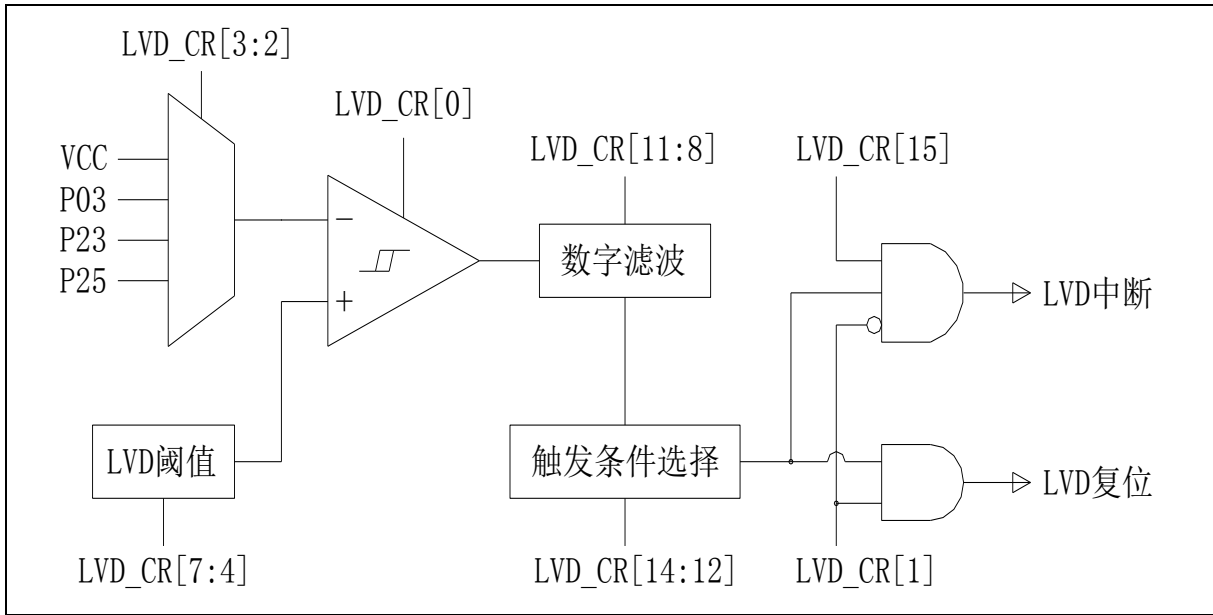 LVD_CR[3:2]
LVD_CR[0]
LVD_CR[11:8]
LVD_CR[15]
VCC
P03
P23
P25
−
+
数字滤波
LVD中断
LVD阈值
触发条件选择
LVD复位
LVD_CR[7:4]
LVD_CR[14:12]
LVD_CR[1]